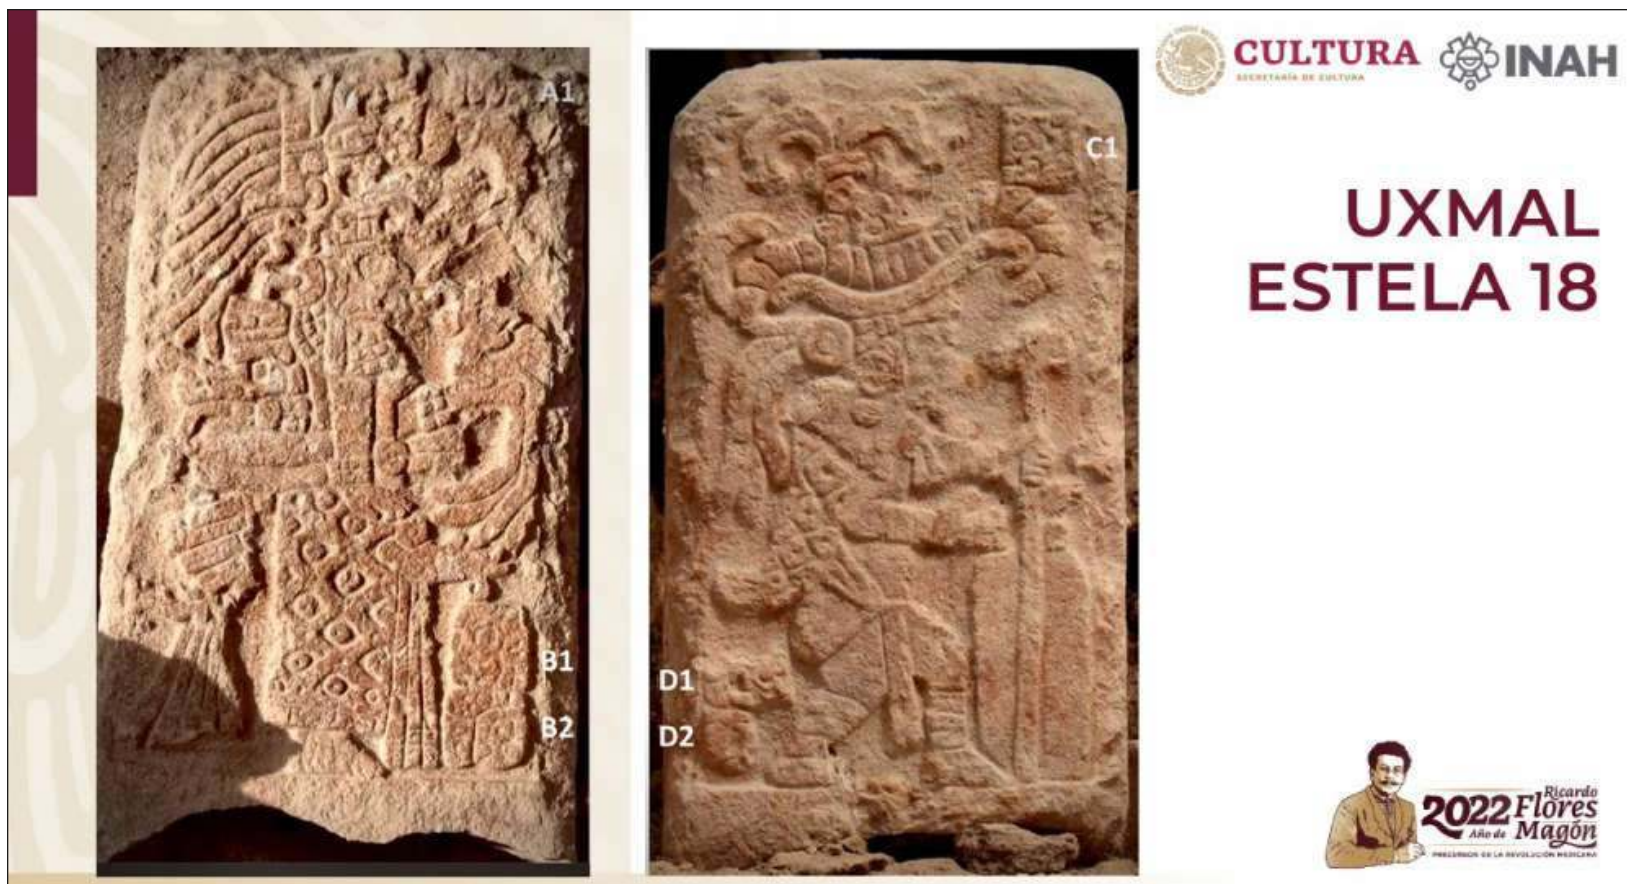 A1
B1
B2
C1
D1
D2
CULTURA
SECRETARÍA DE CULTURA
INAH
UXMAL
ESTELA 18
2022 Ricardo
Flores
Año de Magón
PRECURSOR DE LA REVOLUCIÓN MEXICANA